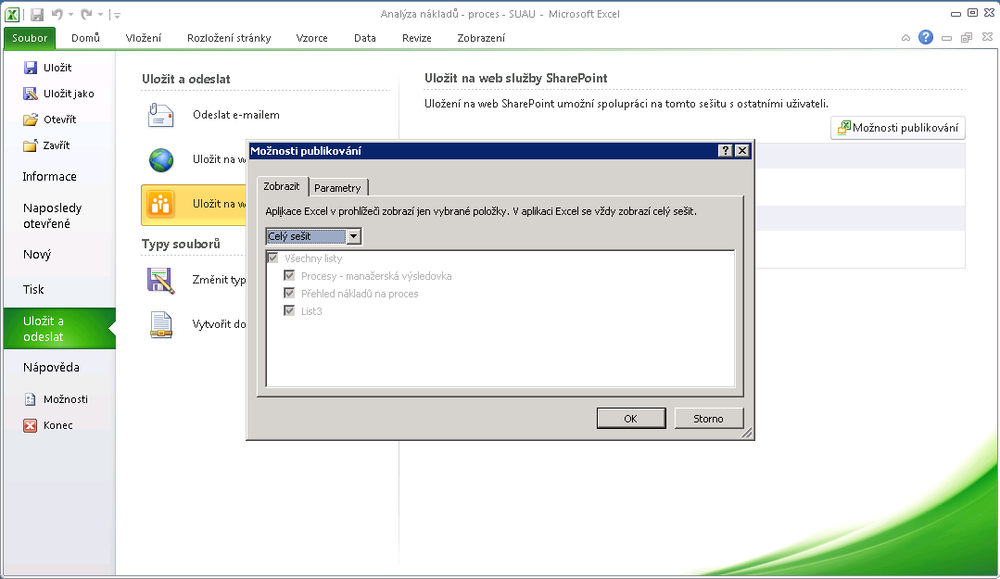 Analýza nákladů - proces - SUAU - Microsoft Excel
Soubor Domů Vložení Rozložení stránky Vzorce Data Revize Zobrazení
Uložit
Uložit jako
Otevřít
Zavřít
Informace
Naposledy
otevřené
Nový
Tisk
Uložit a
odeslat
Nápověda
Možnosti
Konec
Uložit a odeslat
Odeslat e-mailem
Uložit na w
Uložit na w
Typy souborů
Změnit typ
Vytvořit do
Uložit na web služby SharePoint
Uložení na web SharePoint umožní spolupráci na tomto sešitu s ostatními uživateli.
Možnosti publikování
Možnosti publikování
Zobrazit Parametry
Aplikace Excel v prohlížeči zobrazí jen vybrané položky. V aplikaci Excel se vždy zobrazí celý sešit.
Celý sešit
Všechny listy
Procesy - manažerská výsledovka
Přehled nákladů na proces
List3
OK Storno